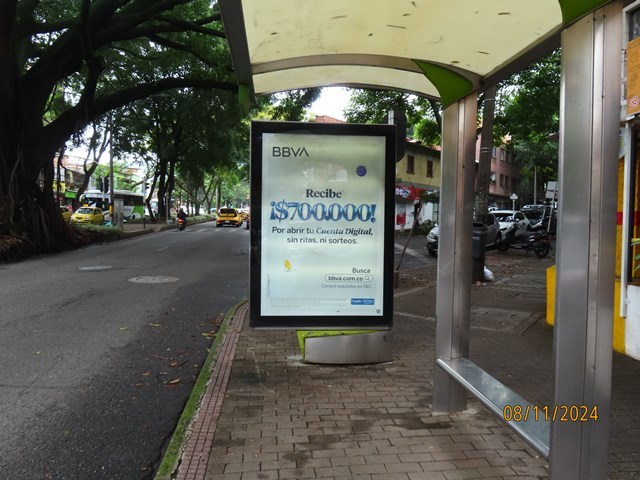 BBVA
Recibe
¡$700.000!
Por abrir tu Cuenta Digital,
sin rifas, ni sorteos.
Busca
bbva.com.co
08/11/2024